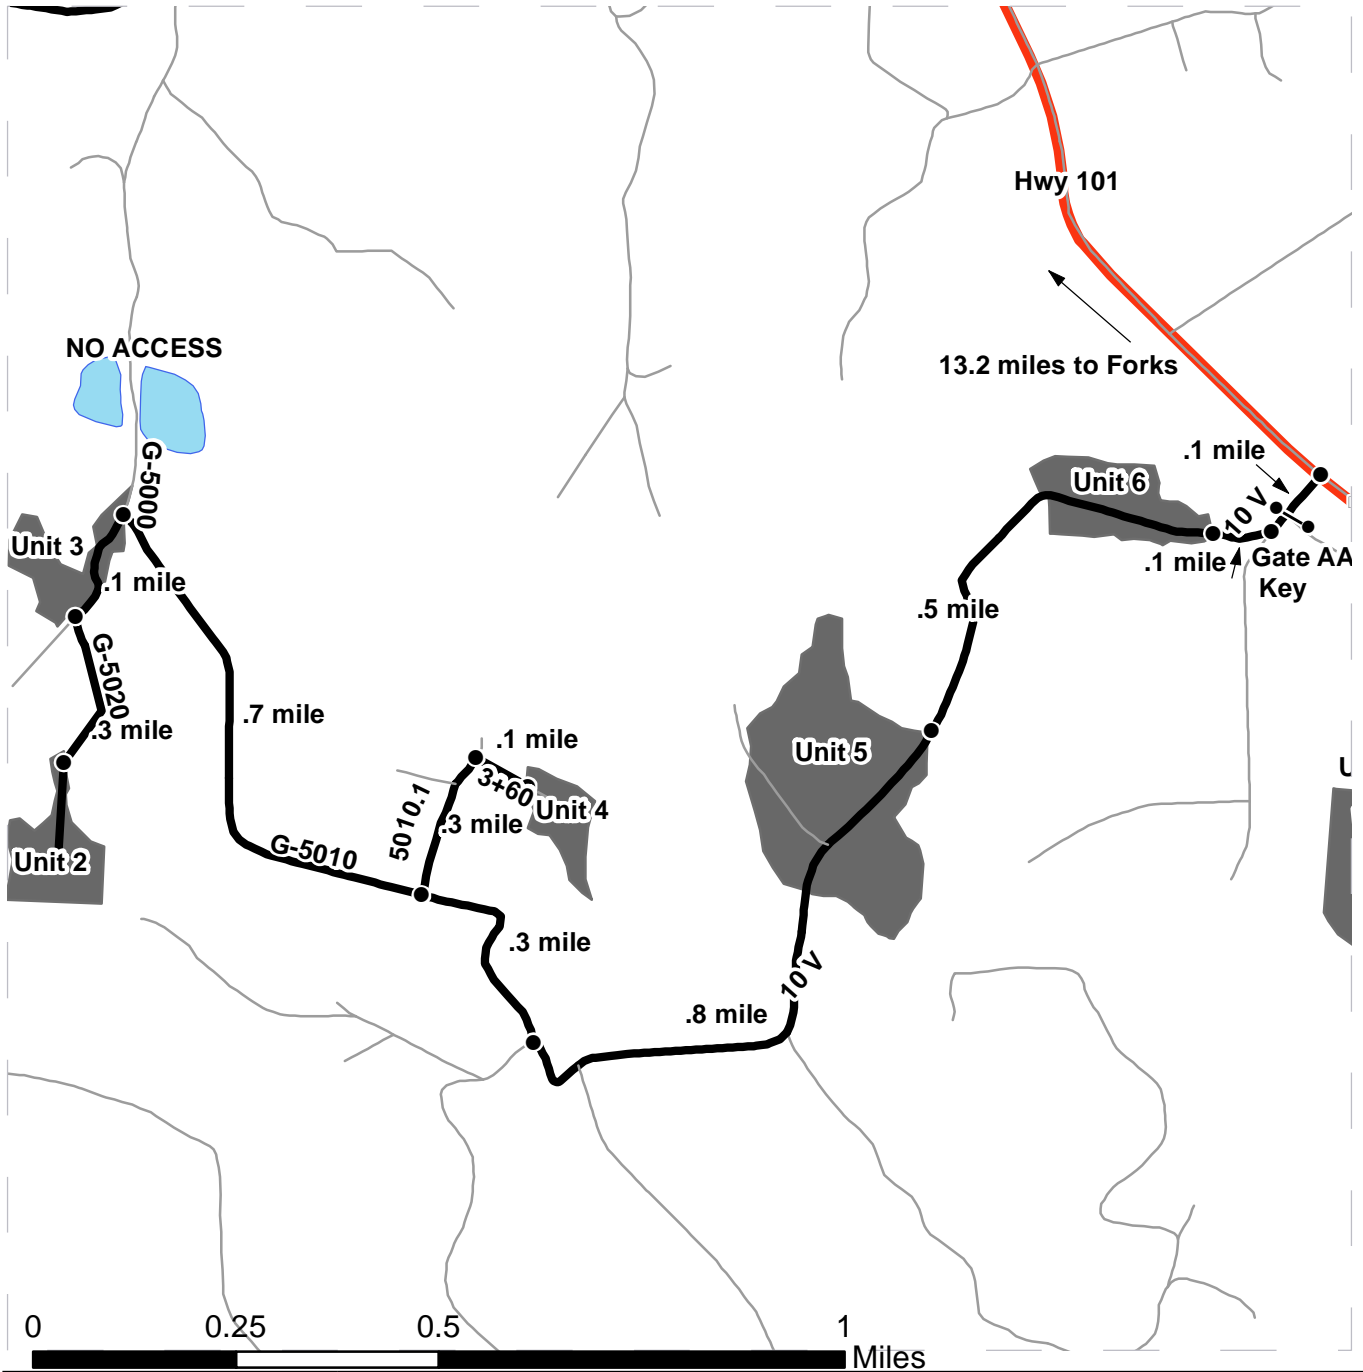 Hwy 101
13.2 miles to Forks
NO ACCESS
G-5000
.1 mile
Unit 6
10 V
Unit 3
.1 mile
Gate AA
Key
.1 mile
.5 mile
G-5020
.3 mile
.7 mile
.1 mile
3+60
Unit 4
Unit 5
U
5010.1
.3 mile
G-5010
Unit 2
.3 mile
10 V
.8 mile
0 0.25 0.5 1
Miles